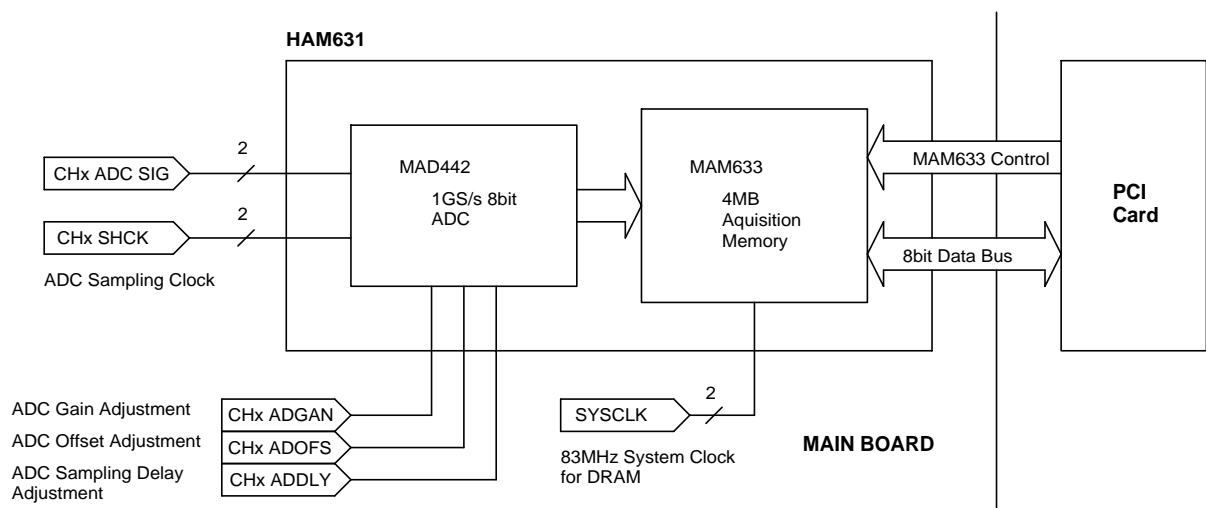 HAM631
2
CHx ADC SIG
2
CHx SHCK
ADC Sampling Clock
MAD442
1GS/s 8bit
ADC
MAM633
4MB
Aquisition
Memory
MAM633 Control
8bit Data Bus
PCI
Card
ADC Gain Adjustment
CHx ADGAN
ADC Offset Adjustment
CHx ADOFS
ADC Sampling Delay
Adjustment
CHx ADDLY
SYSCLK
2
83MHz System Clock
for DRAM
MAIN BOARD